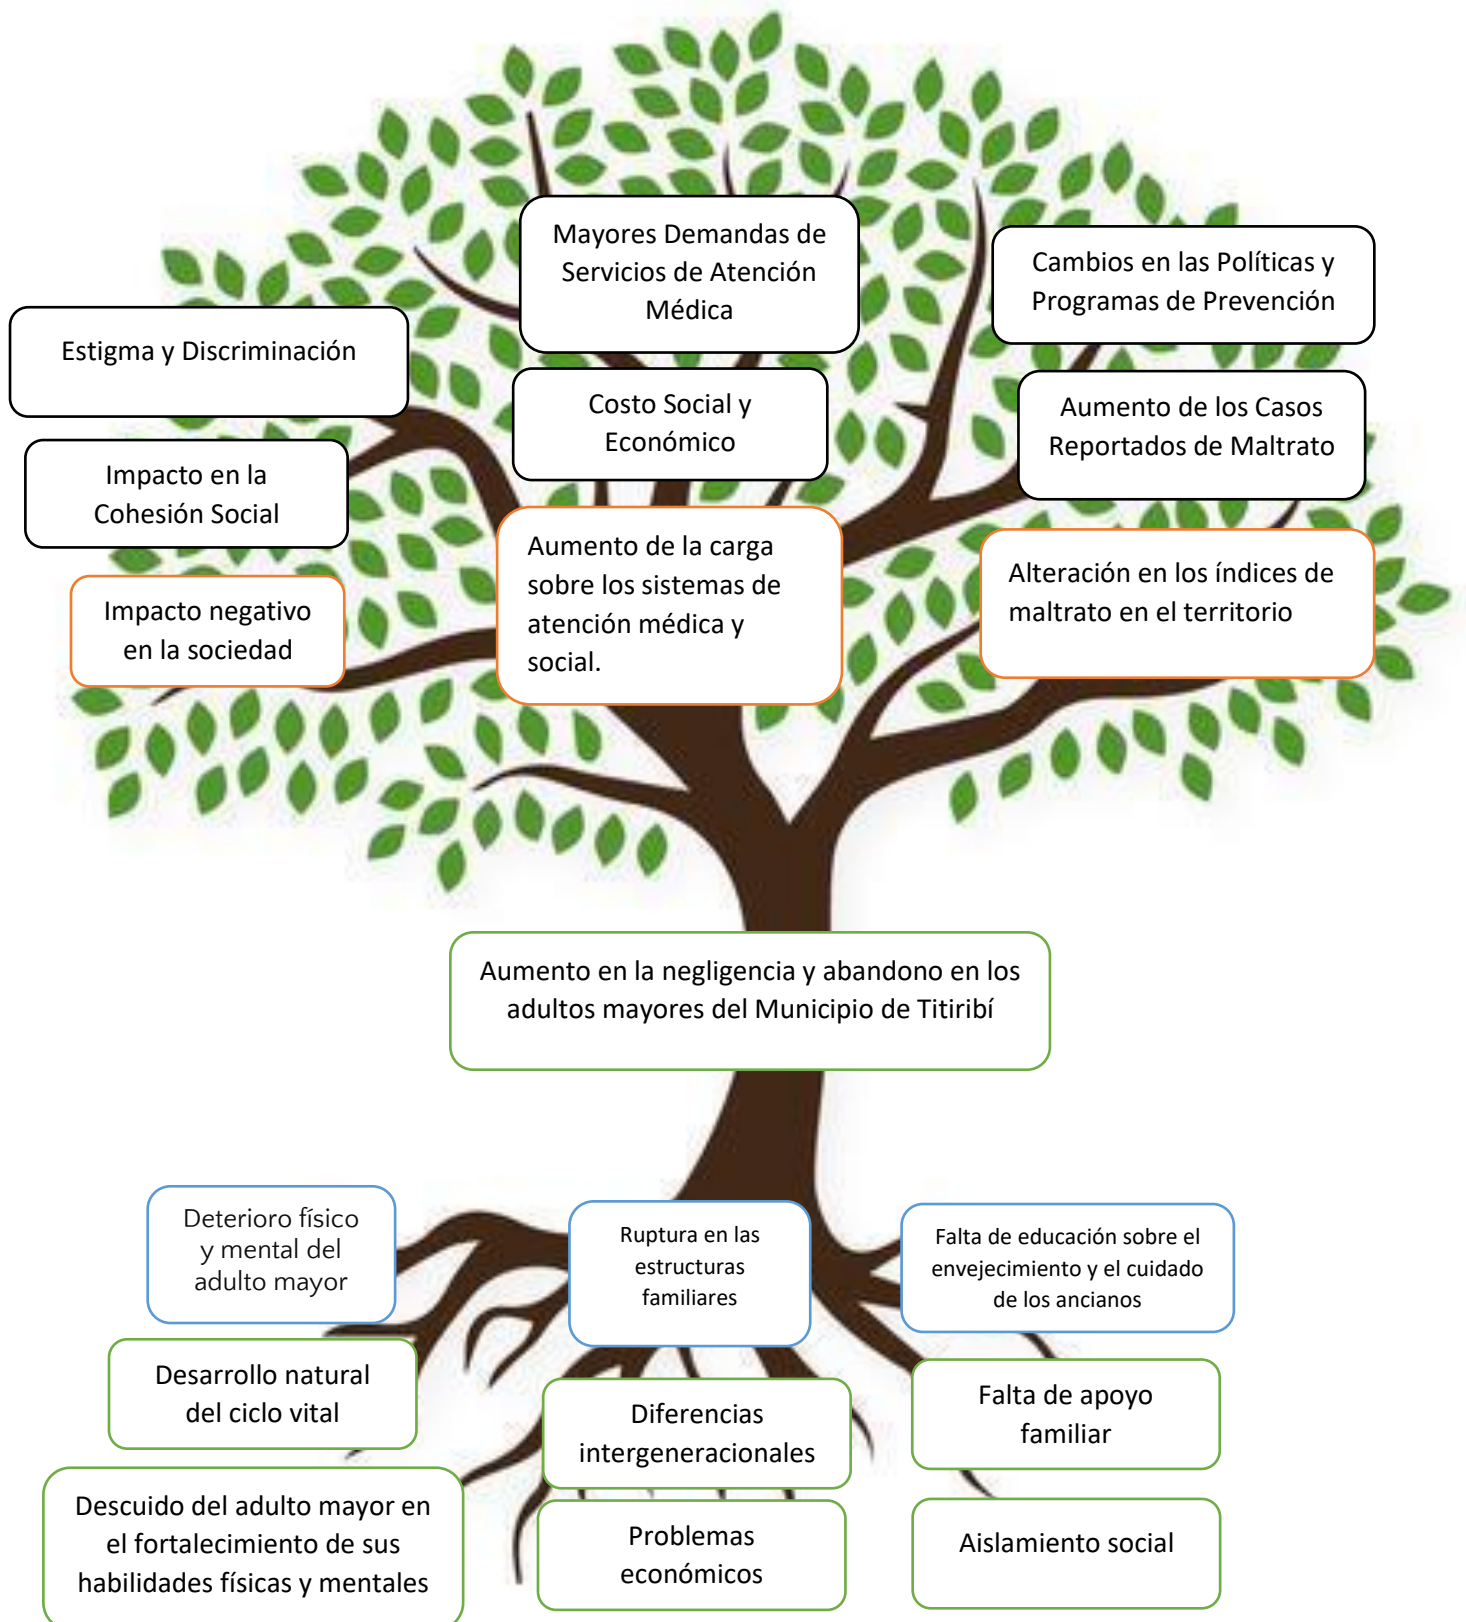 Mayores Demandas de
Servicios de Atención
Médica
Cambios en las Políticas y
Programas de Prevención
Estigma y Discriminación
Costo Social y
Económico
Aumento de los Casos
Reportados de Maltrato
Impacto en la
Cohesión Social
Impacto negativo
en la sociedad
Aumento de la carga
sobre los sistemas de
atención médica y
social.
Alteración en los índices de
maltrato en el territorio
Aumento en la negligencia y abandono en los
adultos mayores del Municipio de Titiribí
Deterioro físico
y mental del
adulto mayor
Ruptura en las
estructuras
familiares
Falta de educación sobre el
envejecimiento y el cuidado
de los ancianos
Desarrollo natural
del ciclo vital
Diferencias
intergeneracionales
Falta de apoyo
familiar
Descuido del adulto mayor en
el fortalecimiento de sus
habilidades físicas y mentales
Problemas
económicos
Aislamiento social